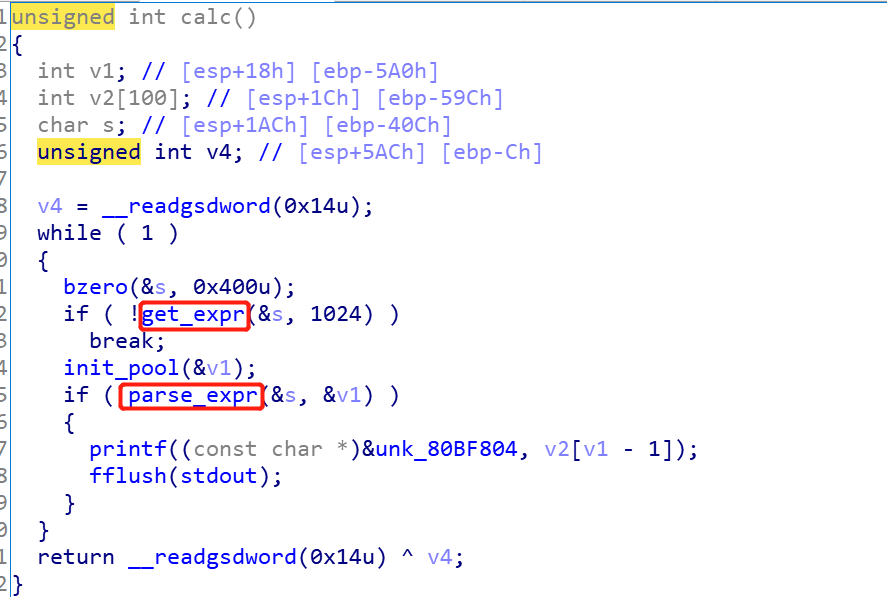 1 unsigned int calc()
2 {
3   int v1; // [esp+18h] [ebp-5A0h]
4   int v2[100]; // [esp+1Ch] [ebp-59Ch]
5   char s; // [esp+1ACh] [ebp-40Ch]
6   unsigned int v4; // [esp+5ACh] [ebp-Ch]
7
8   v4 = __readgsdword(0x14u);
9   while ( 1 )
0   {
1     bzero(&s, 0x400u);
2     if ( !get_expr(&s, 1024) )
3       break;
4     init_pool(&v1);
5     if ( parse_expr(&s, &v1) )
6     {
7       printf((const char *)&unk_80BF804, v2[v1 - 1]);
8       fflush(stdout);
9     }
0   }
1   return __readgsdword(0x14u) ^ v4;
2 }